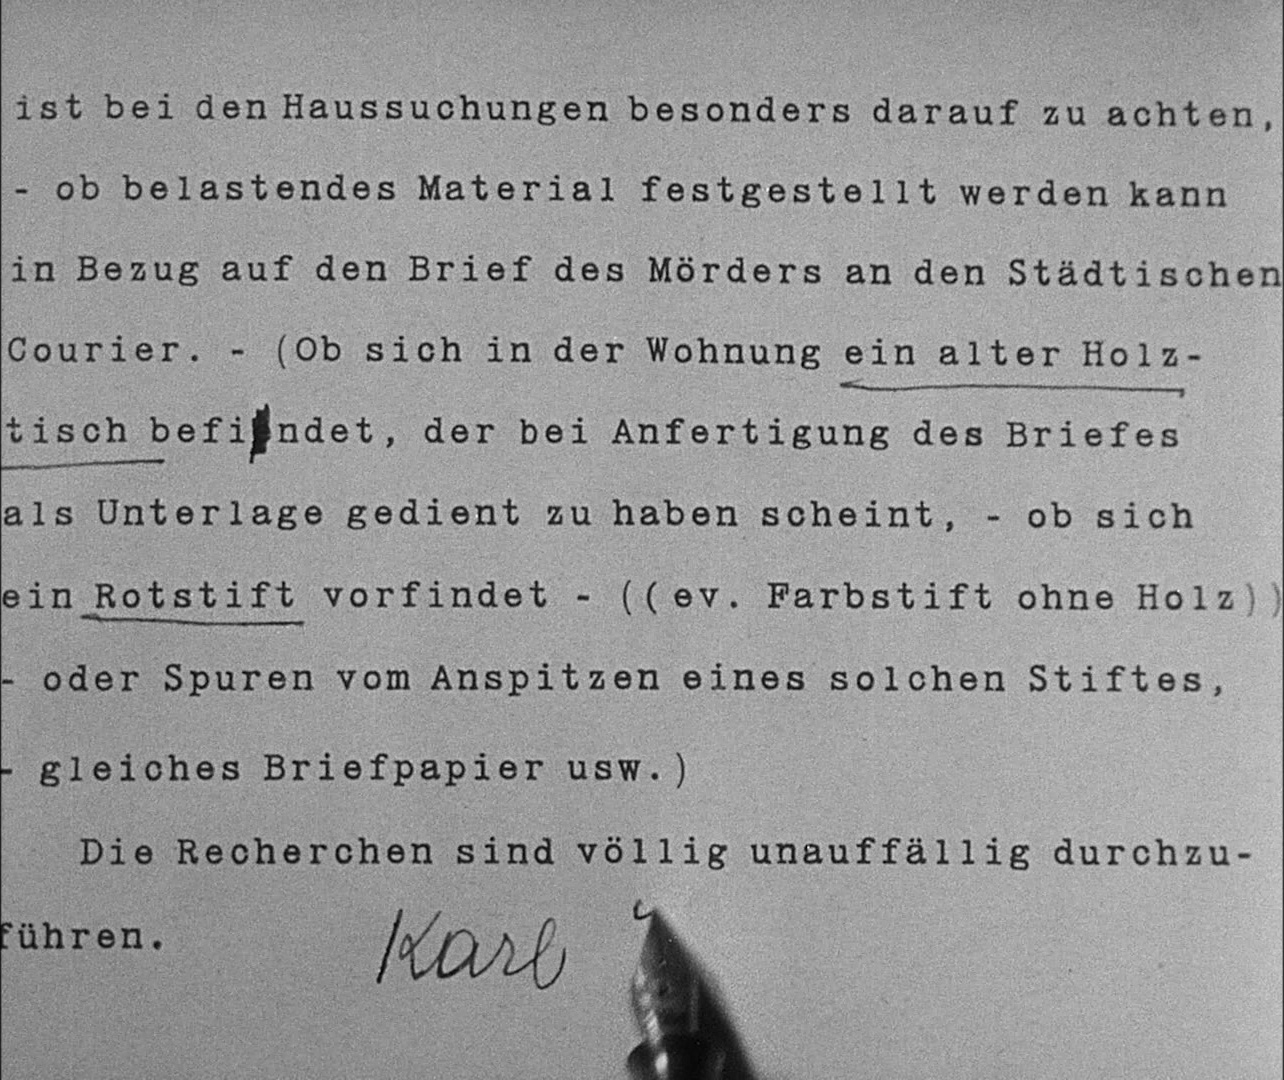 ist bei den Haussuchungen besonders darauf zu achten,
- ob belastendes Material festgestellt werden kann
in Bezug auf den Brief des Mörders an den Städtischen
Courier. - (Ob sich in der Wohnung ein alter Holz-
tisch befindet, der bei Anfertigung des Briefes
als Unterlage gedient zu haben scheint, - ob sich
ein Rotstift vorfindet - ((ev. Farbstift ohne Holz))
- oder Spuren vom Anspitzen eines solchen Stiftes,
- gleiches Briefpapier usw.)
Die Recherchen sind völlig unauffällig durchzu-
führen.
Karl